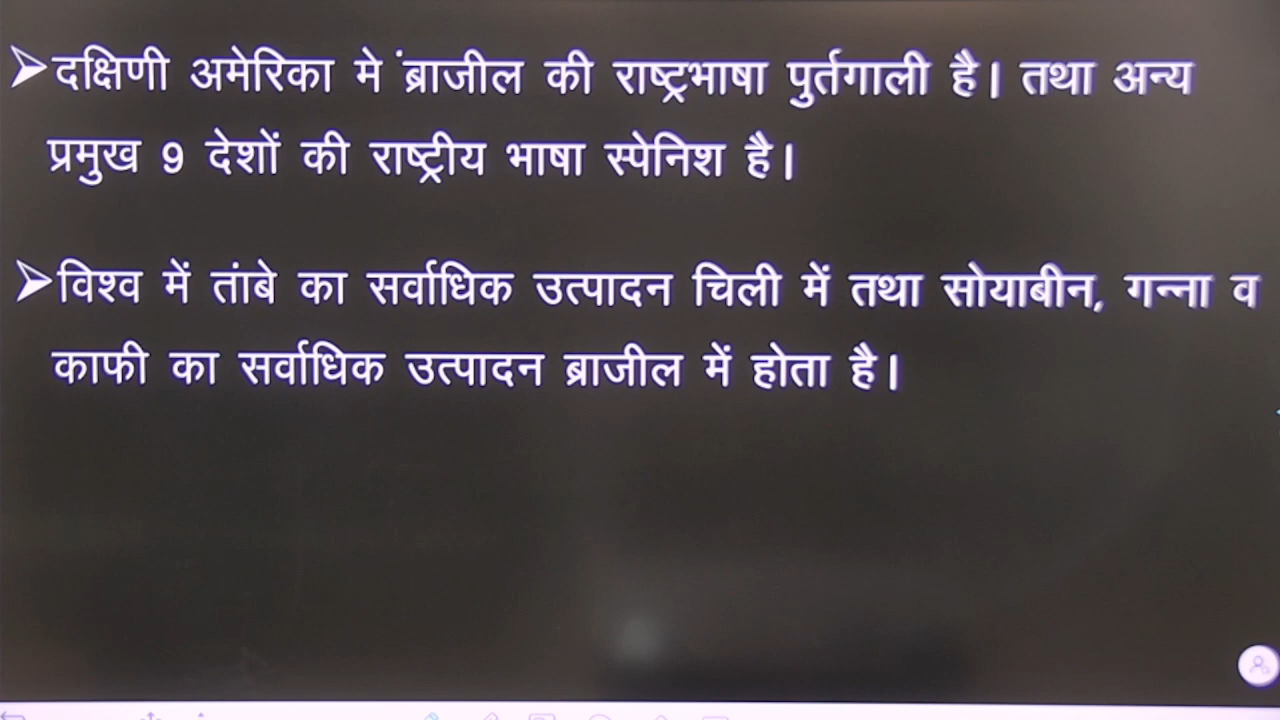 ➢दक्षिणी अमेरिका में ब्राजील की राष्ट्रभाषा पुर्तगाली है। तथा अन्य
प्रमुख 9 देशों की राष्ट्रीय भाषा स्पेनिश है।
➢विश्व में तांबे का सर्वाधिक उत्पादन चिली में तथा सोयाबीन, गन्ना व
काफी का सर्वाधिक उत्पादन ब्राजील में होता है।